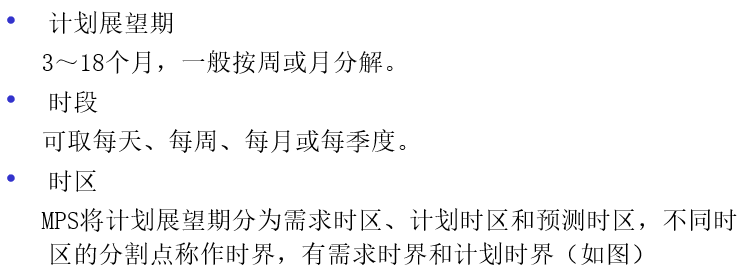 • 计划展望期
3～18个月，一般按周或月分解。
• 时段
可取每天、每周、每月或每季度。
• 时区
MPS将计划展望期分为需求时区、计划时区和预测时区，不同时
区的分割点称作时界，有需求时界和计划时界（如图）